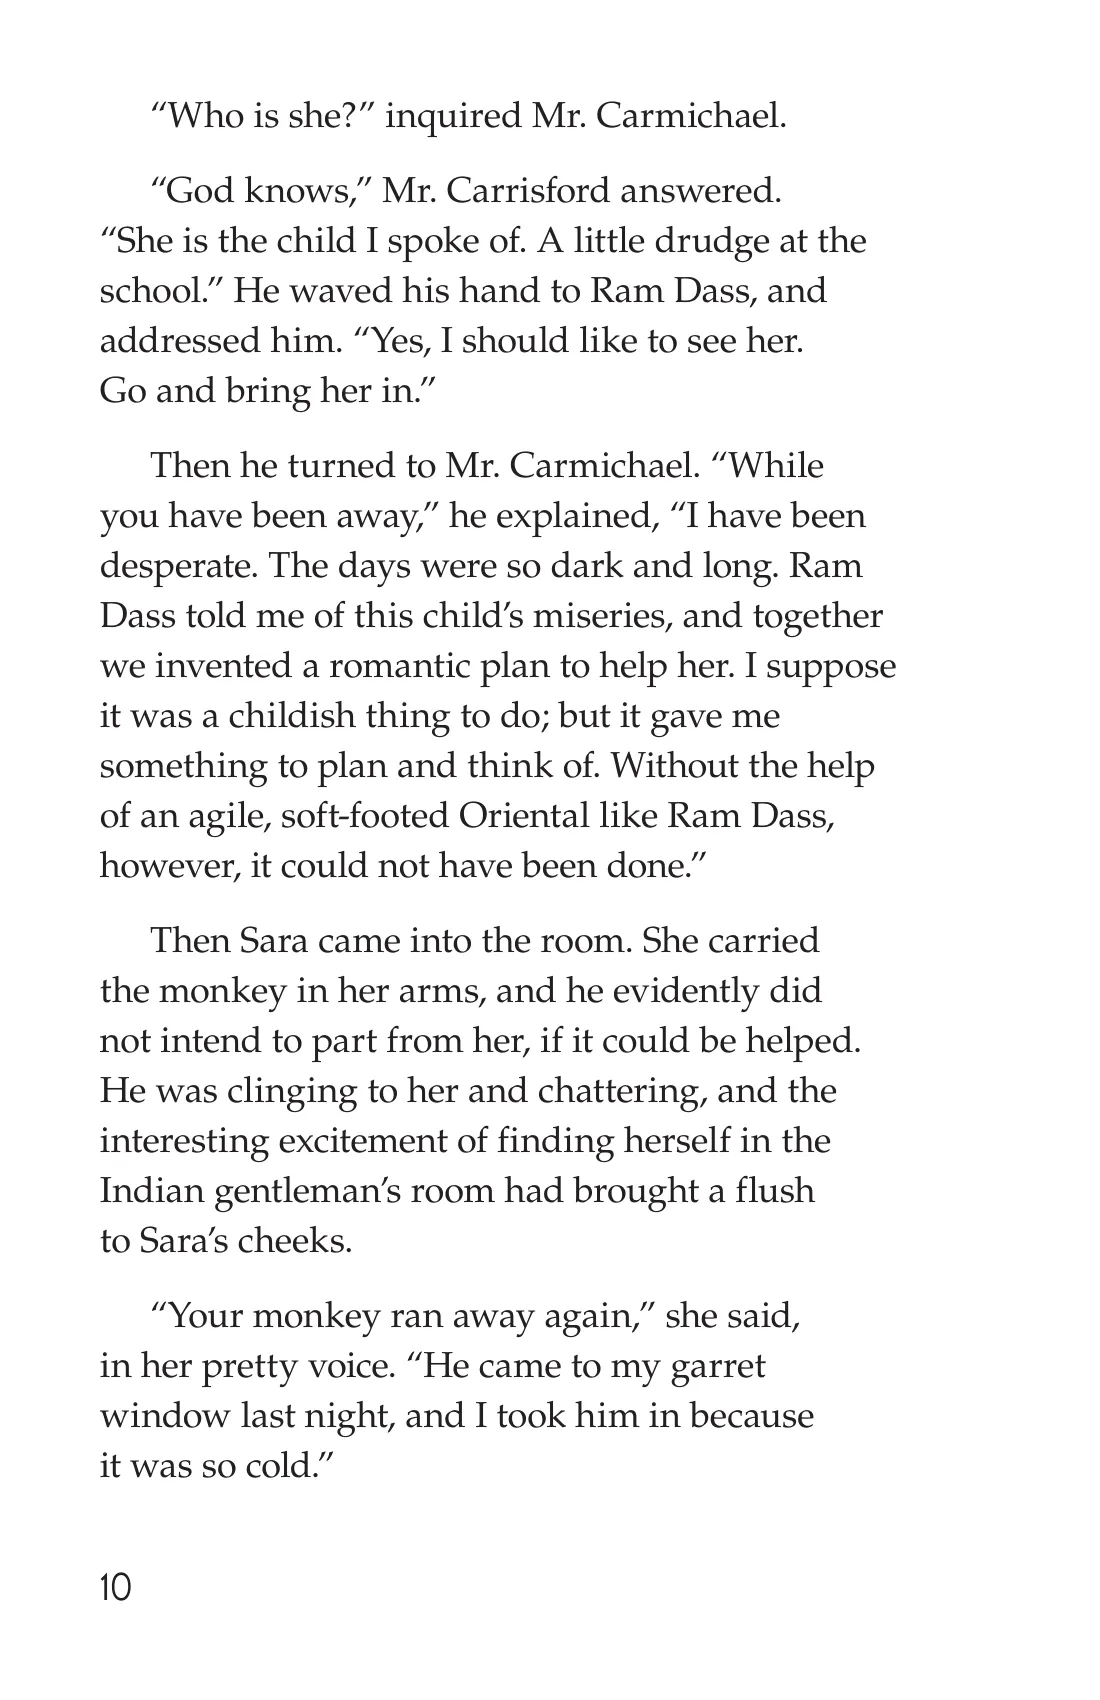 “Who is she?” inquired Mr. Carmichael.
“God knows,” Mr. Carrisford answered.
“She is the child I spoke of. A little drudge at the
school.” He waved his hand to Ram Dass, and
addressed him. “Yes, I should like to see her.
Go and bring her in.”
Then he turned to Mr. Carmichael. “While
you have been away,” he explained, “I have been
desperate. The days were so dark and long. Ram
Dass told me of this child’s miseries, and together
we invented a romantic plan to help her. I suppose
it was a childish thing to do; but it gave me
something to plan and think of. Without the help
of an agile, soft-footed Oriental like Ram Dass,
however, it could not have been done.”
Then Sara came into the room. She carried
the monkey in her arms, and he evidently did
not intend to part from her, if it could be helped.
He was clinging to her and chattering, and the
interesting excitement of finding herself in the
Indian gentleman’s room had brought a flush
to Sara’s cheeks.
“Your monkey ran away again,” she said,
in her pretty voice. “He came to my garret
window last night, and I took him in because
it was so cold.”
10